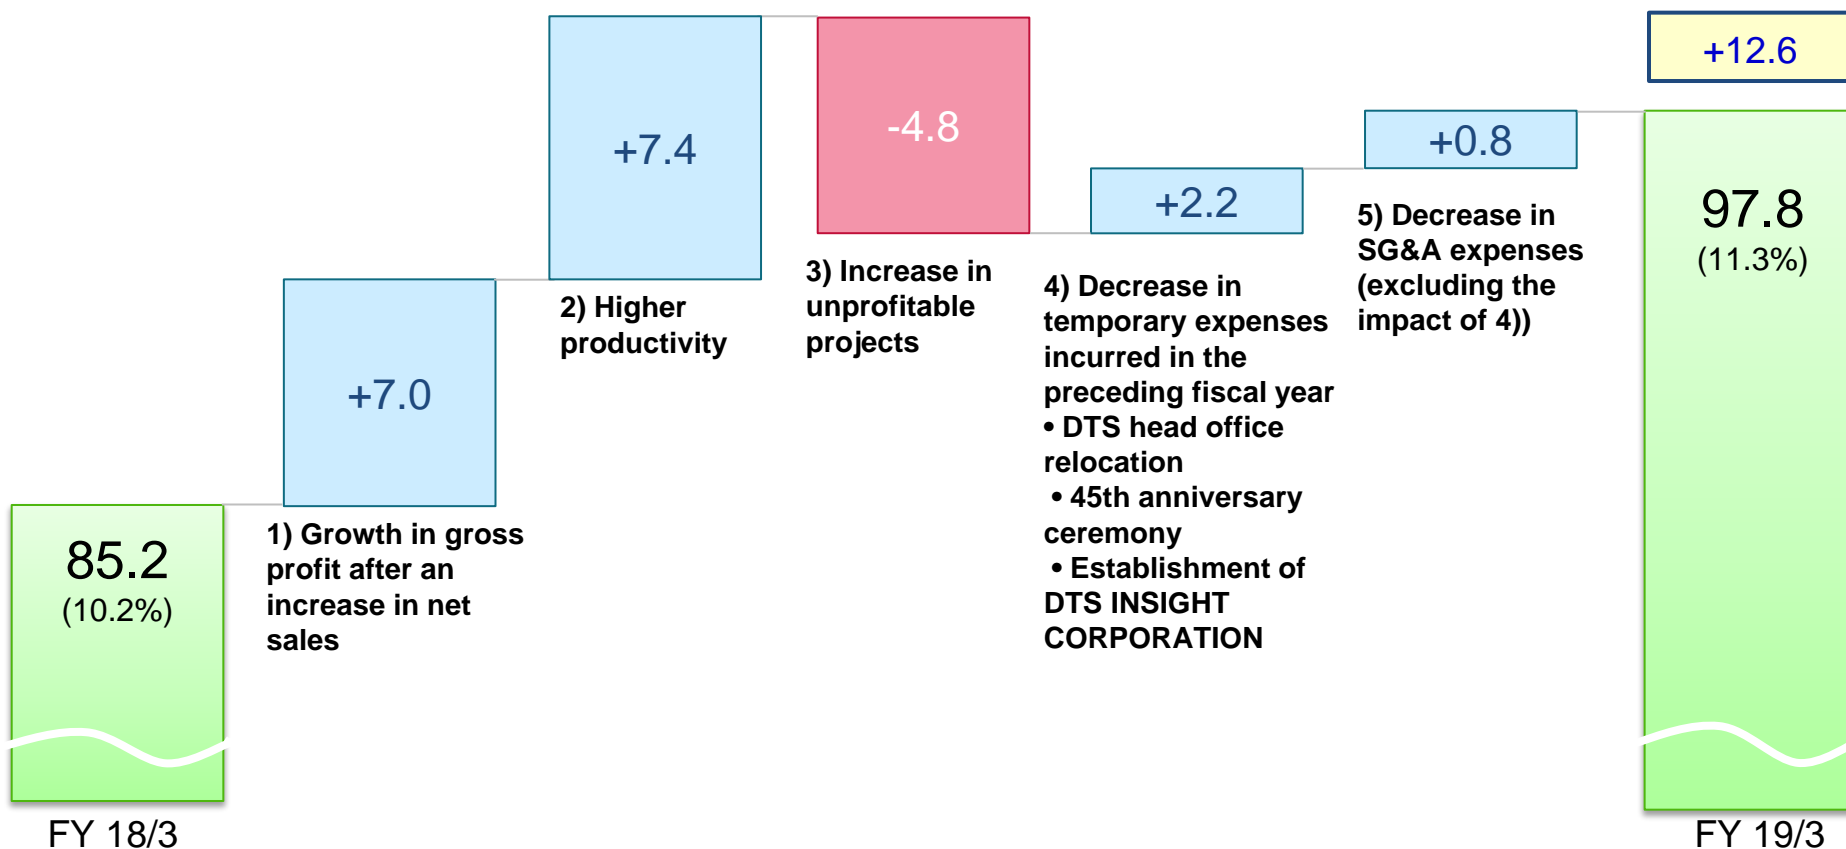 +12.6
+7.4
-4.8
+0.8
+2.2
97.8
(11.3%)
5) Decrease in
SG&A expenses
(excluding the
impact of 4))
3) Increase in
unprofitable
projects
4) Decrease in
temporary expenses
incurred in the
preceding fiscal year
• DTS head office
relocation
• 45th anniversary
ceremony
• Establishment of
DTS INSIGHT
CORPORATION
2) Higher
productivity
+7.0
1) Growth in gross
profit after an
increase in net
sales
85.2
(10.2%)
FY 18/3
FY 19/3